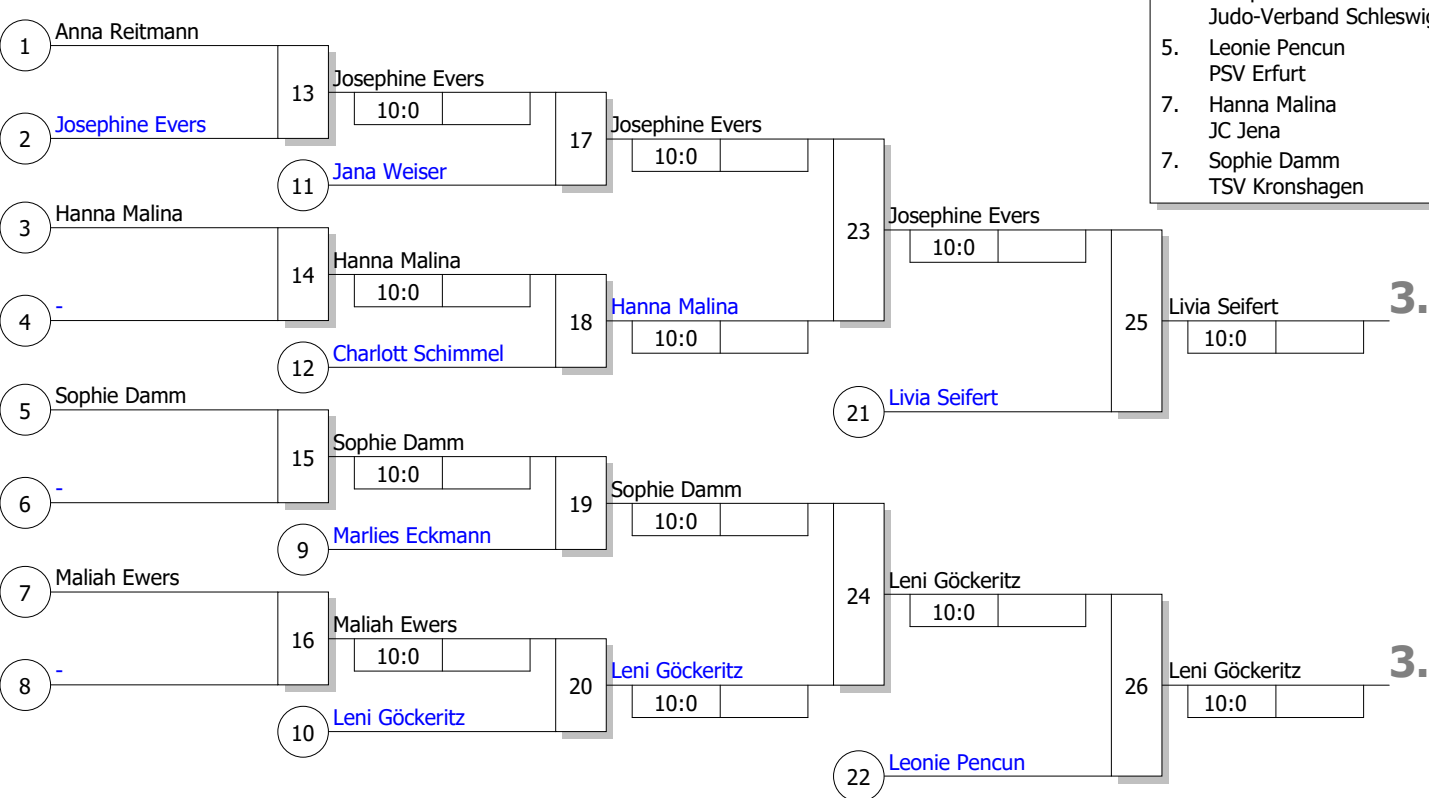 Judo-Verband Schleswig
5. Leonie Pencun
PSV Erfurt
7. Hanna Malina
JC Jena
7. Sophie Damm
TSV Kronshagen
1 Anna Reitmann
13 Josephine Evers
10:0
2 Josephine Evers
17 Josephine Evers
10:0
11 Jana Weiser
3 Hanna Malina
23 Josephine Evers
10:0
14 Hanna Malina
10:0
4 -
18 Hanna Malina
10:0
25 Livia Seifert 3.
10:0
12 Charlott Schimmel
5 Sophie Damm
21 Livia Seifert
15 Sophie Damm
10:0
6 -
19 Sophie Damm
10:0
9 Marlies Eckmann
7 Maliah Ewers
24 Leni Göckeritz
10:0
16 Maliah Ewers
10:0
8 -
20 Leni Göckeritz
10:0
26 Leni Göckeritz 3.
10:0
10 Leni Göckeritz
22 Leonie Pencun